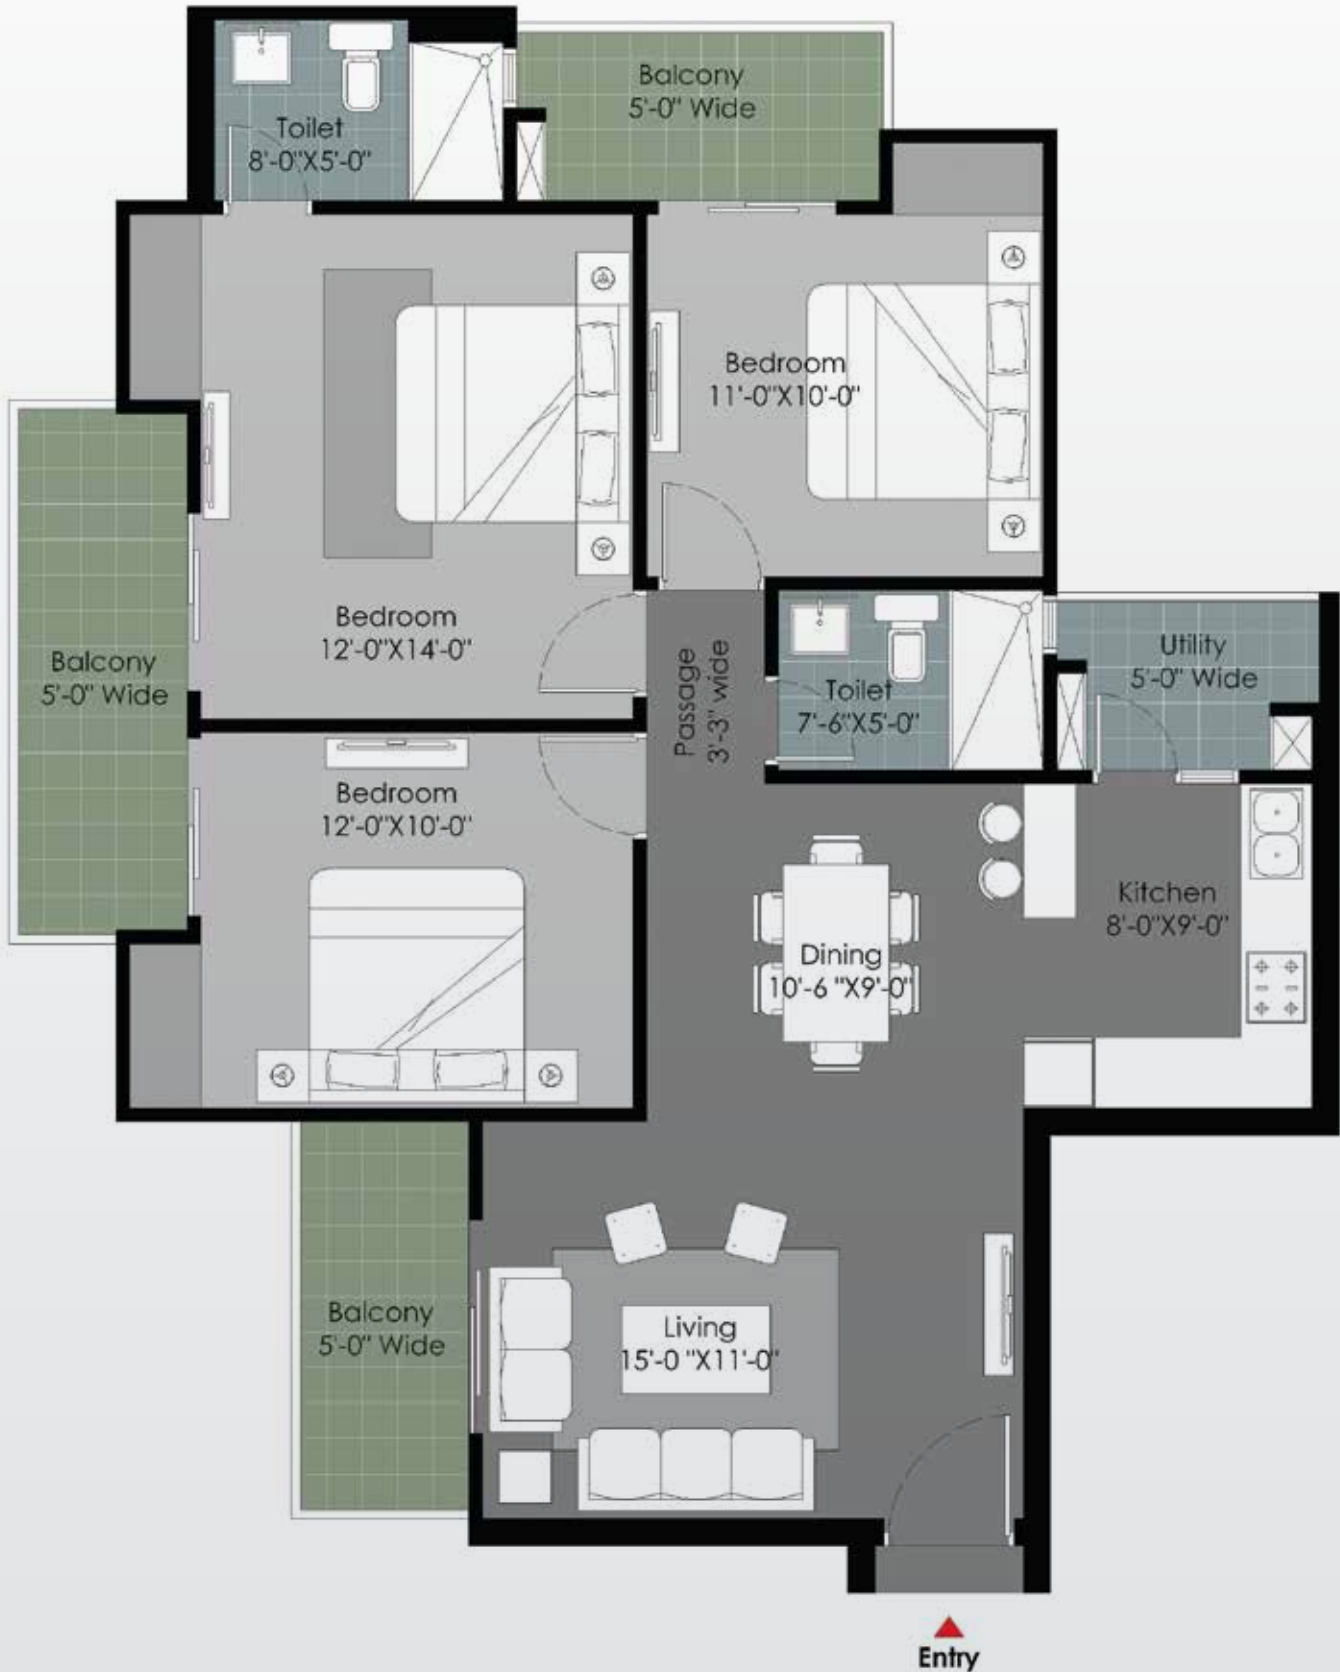 Balcony
5'-0" Wide
Toilet
8'-0"X5'-0"
Bedroom
11'-0"X10'-0"
Bedroom
12'-0"X14'-0"
Balcony
5'-0" Wide
Passage
3'-3" wide
Toilet
7'-6"X5'-0"
Utility
5'-0" Wide
Bedroom
12'-0"X10'-0"
Kitchen
8'-0"X9'-0"
Dining
10'-6 "X9'-0"
Balcony
5'-0" Wide
Living
15'-0 "X11'-0"
Entry